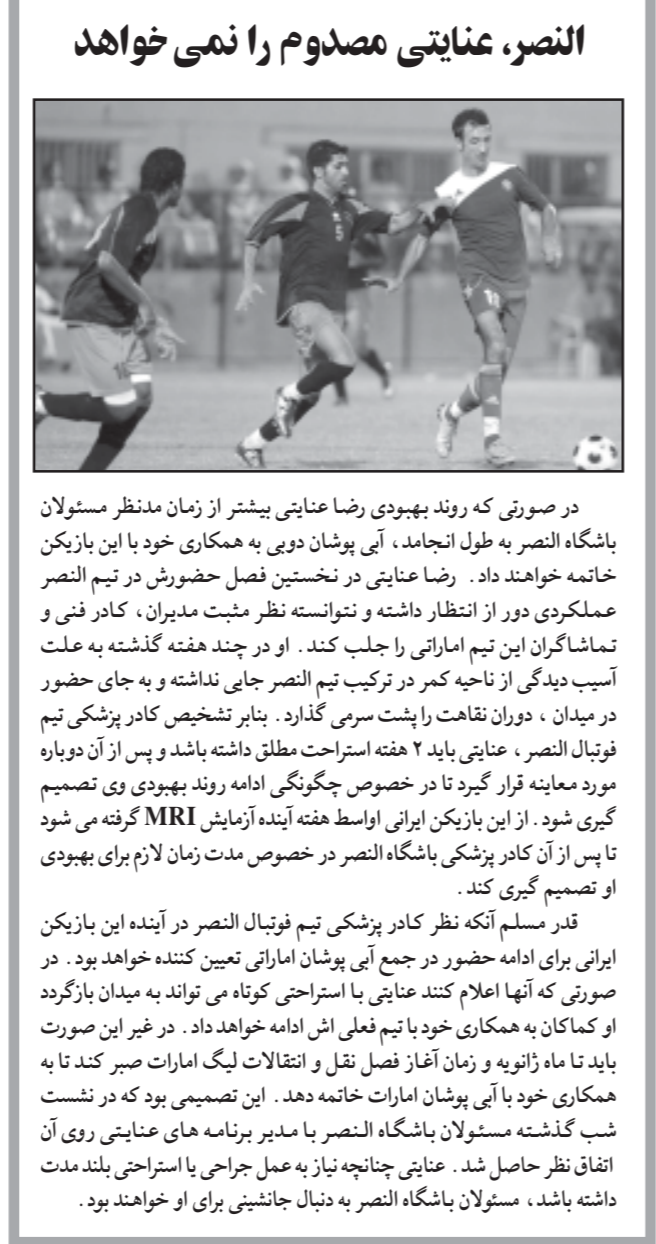 النصر، عنایتی مصدوم را نمی خواهد
5
در صورتی که روند بهبودی رضا عنایتی بیشتر از زمان مدنظر مسئولان
باشگاه النصر به طول انجامد، آبی پوشان دوبی به همکاری خود با این بازیکن
خاتمه خواهند داد. رضا عنایتی در نخستین فصل حضورش در تیم النصر
عملکردی دور از انتظار داشته و نتوانسته نظر مثبت مدیران، کادر فنی و
تماشاگران این تیم اماراتی را جلب کند. او در چند هفته گذشته به علت
آسیب دیدگی از ناحیه کمر در ترکیب تیم النصر جایی نداشته و به جای حضور
در میدان ، دوران نقاهت را پشت سرمی گذارد. بنابر تشخیص کادر پزشکی تیم
فوتبال النصر ، عنایتی باید ۲ هفته استراحت مطلق داشته باشد و پس از آن دوباره
مورد معاینه قرار گیرد تا در خصوص چگونگی ادامه روند بهبودی وی تصمیم
گیری شود. از این بازیکن ایرانی اواسط هفته آینده آزمایش MRI گرفته می شود
تا پس از آن کادر پزشکی باشگاه النصر در خصوص مدت زمان لازم برای بهبودی
او تصمیم گیری کند.
قدر مسلم آنکه نظر کادر پزشکی تیم فوتبال النصر در آینده این بازیکن
ایرانی برای ادامه حضور در جمع آبی پوشان اماراتی تعیین کننده خواهد بود. در
صورتی که آنها اعلام کنند عنایتی با استراحتی کوتاه می تواند به میدان بازگردد
او کماکان به همکاری خود با تیم فعلی اش ادامه خواهد داد. در غیر این صورت
باید تا ماه ژانویه و زمان آغاز فصل نقل و انتقالات لیگ امارات صبر کند تا به
همکاری خود با آبی پوشان امارات خاتمه دهد. این تصمیمی بود که در نشست
شب گذشته مسئولان باشگاه النصر با مدیر برنامه های عنایتی روی آن
اتفاق نظر حاصل شد. عنایتی چنانچه نیاز به عمل جراحی یا استراحتی بلند مدت
داشته باشد، مسئولان باشگاه النصر به دنبال جانشینی برای او خواهند بود.